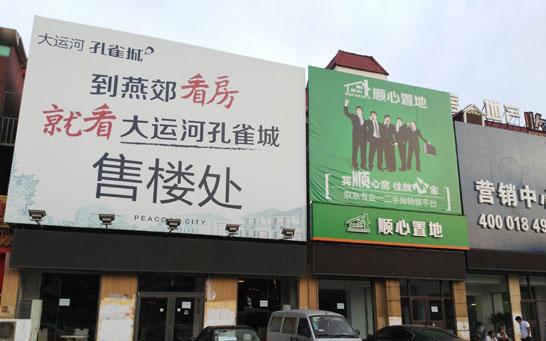 大运河 孔雀城
到燕郊看房
就看大运河孔雀城
售楼处
PEACOCK CITY
顺心置地
买顺心房 住放心家
京东专业一二手房销售平台
顺心置地
营销中心
400 018 49